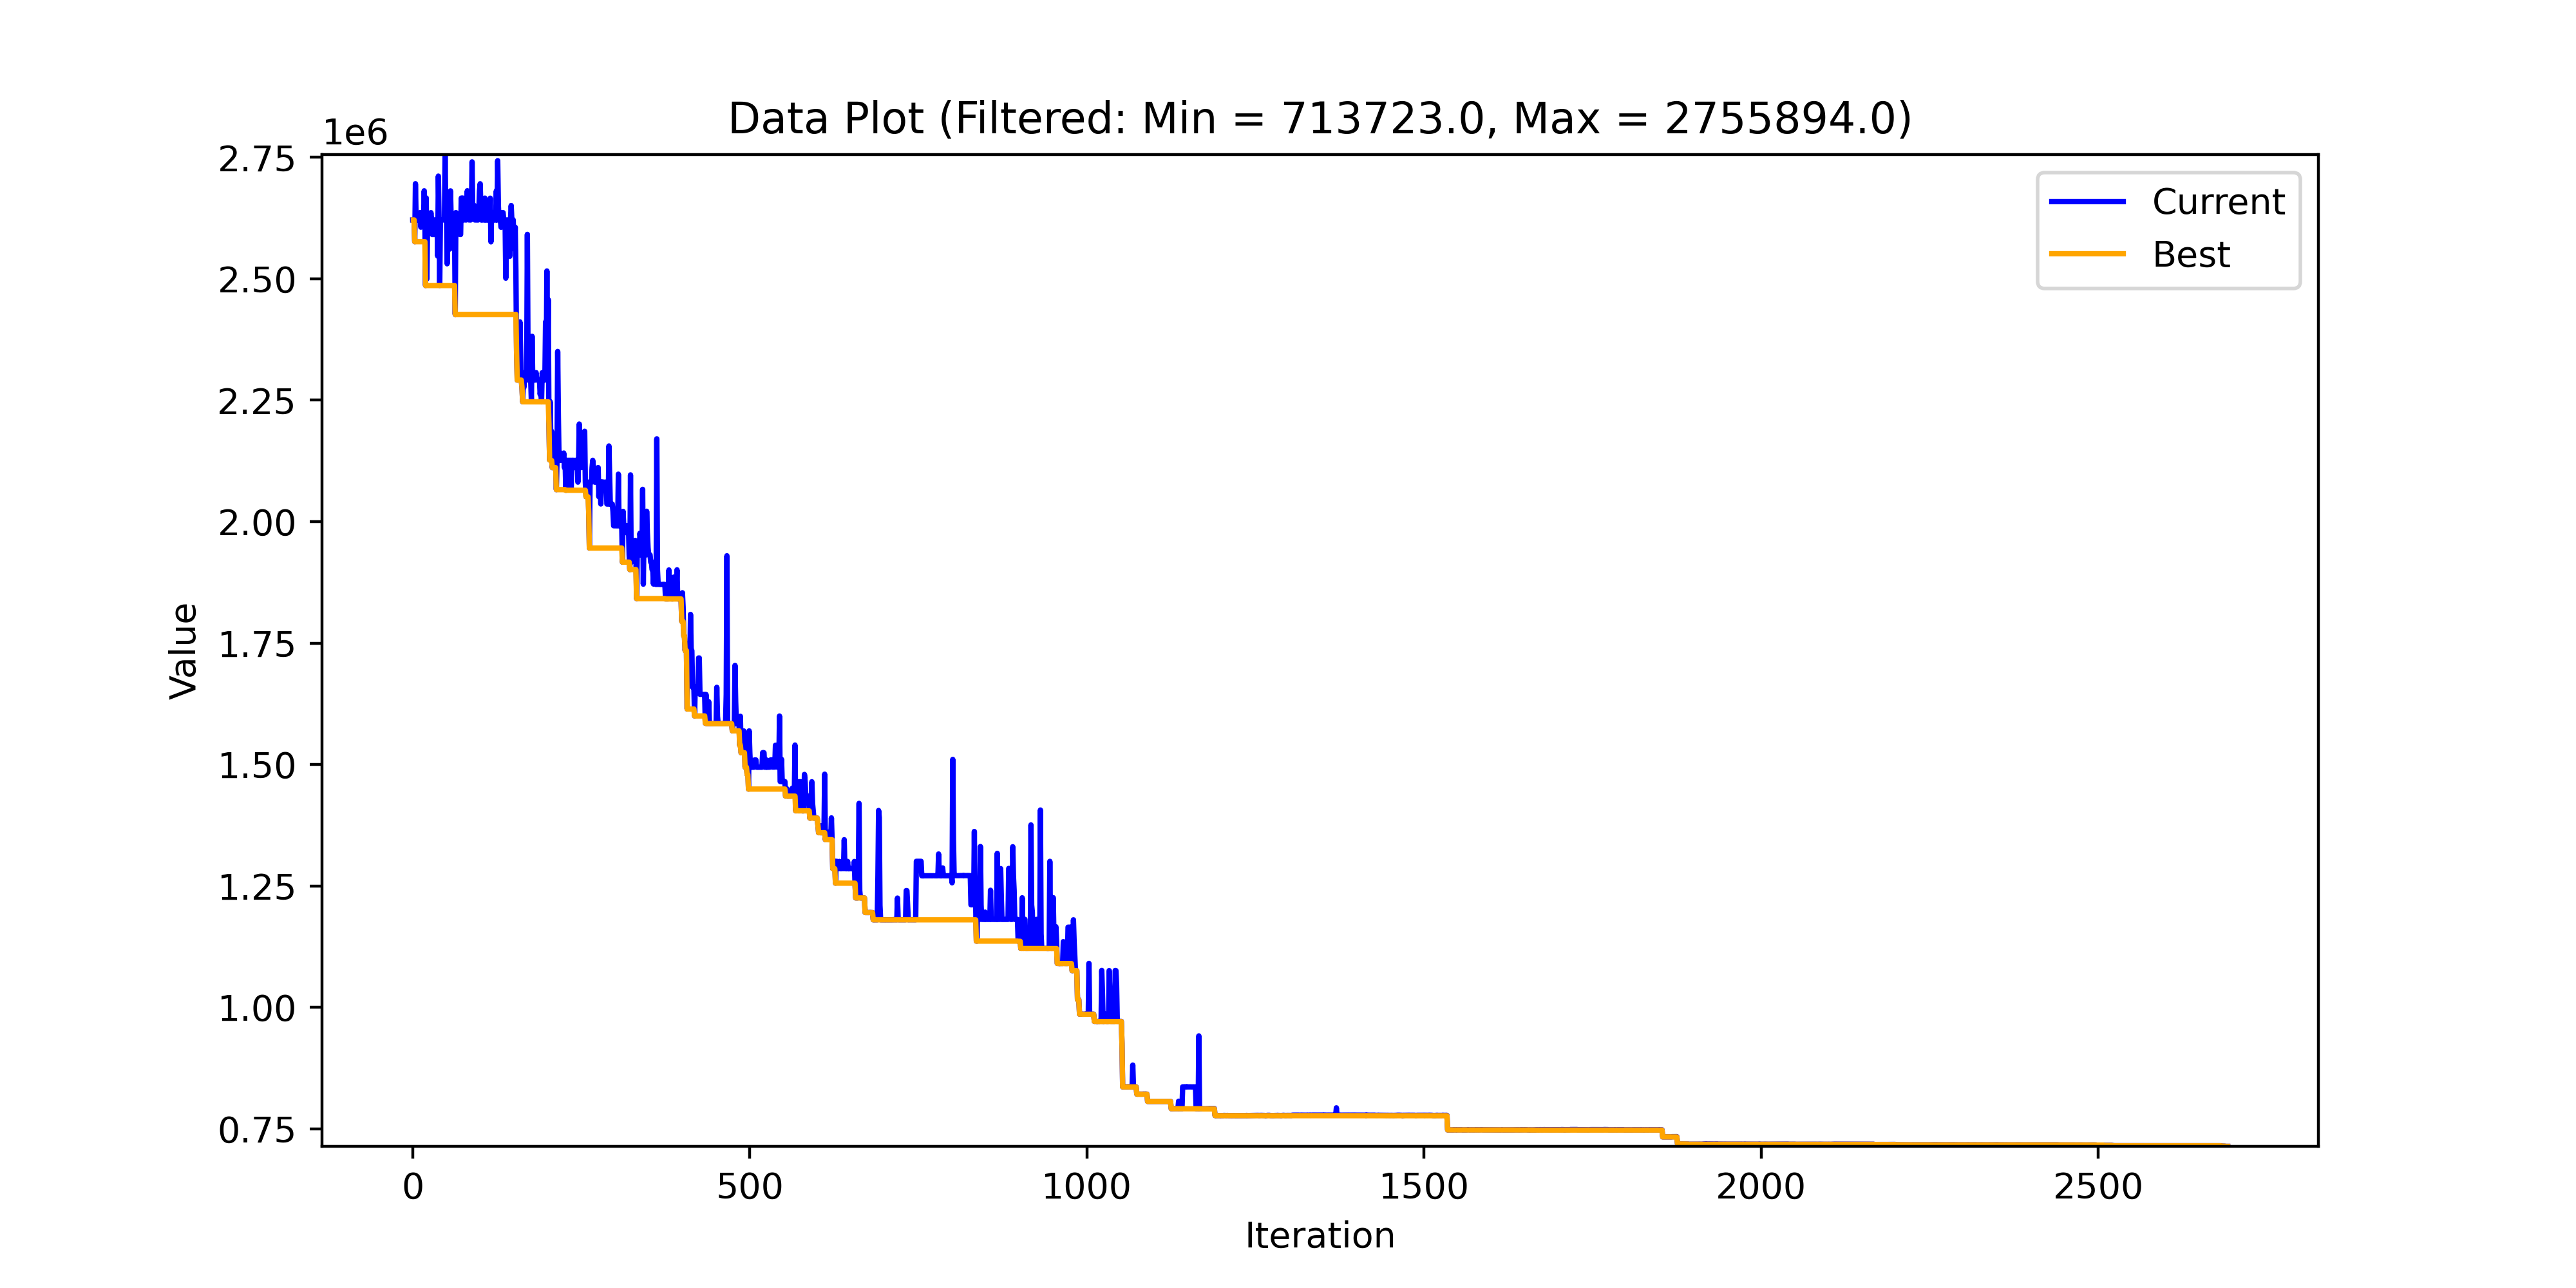 Data Plot (Filtered: Min = 713723.0, Max = 2755894.0)
1e6
2.75
2.50
2.25
2.00
1.75
1.50
1.25
1.00
0.75
Value
Current
Best
0 500 1000 1500 2000 2500
Iteration